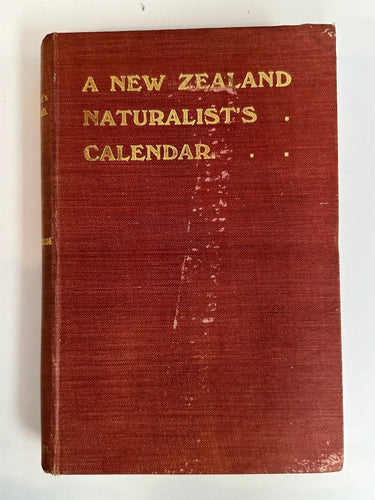 A NEW ZEALAND
NATURALIST'S .
CALENDAR. . .